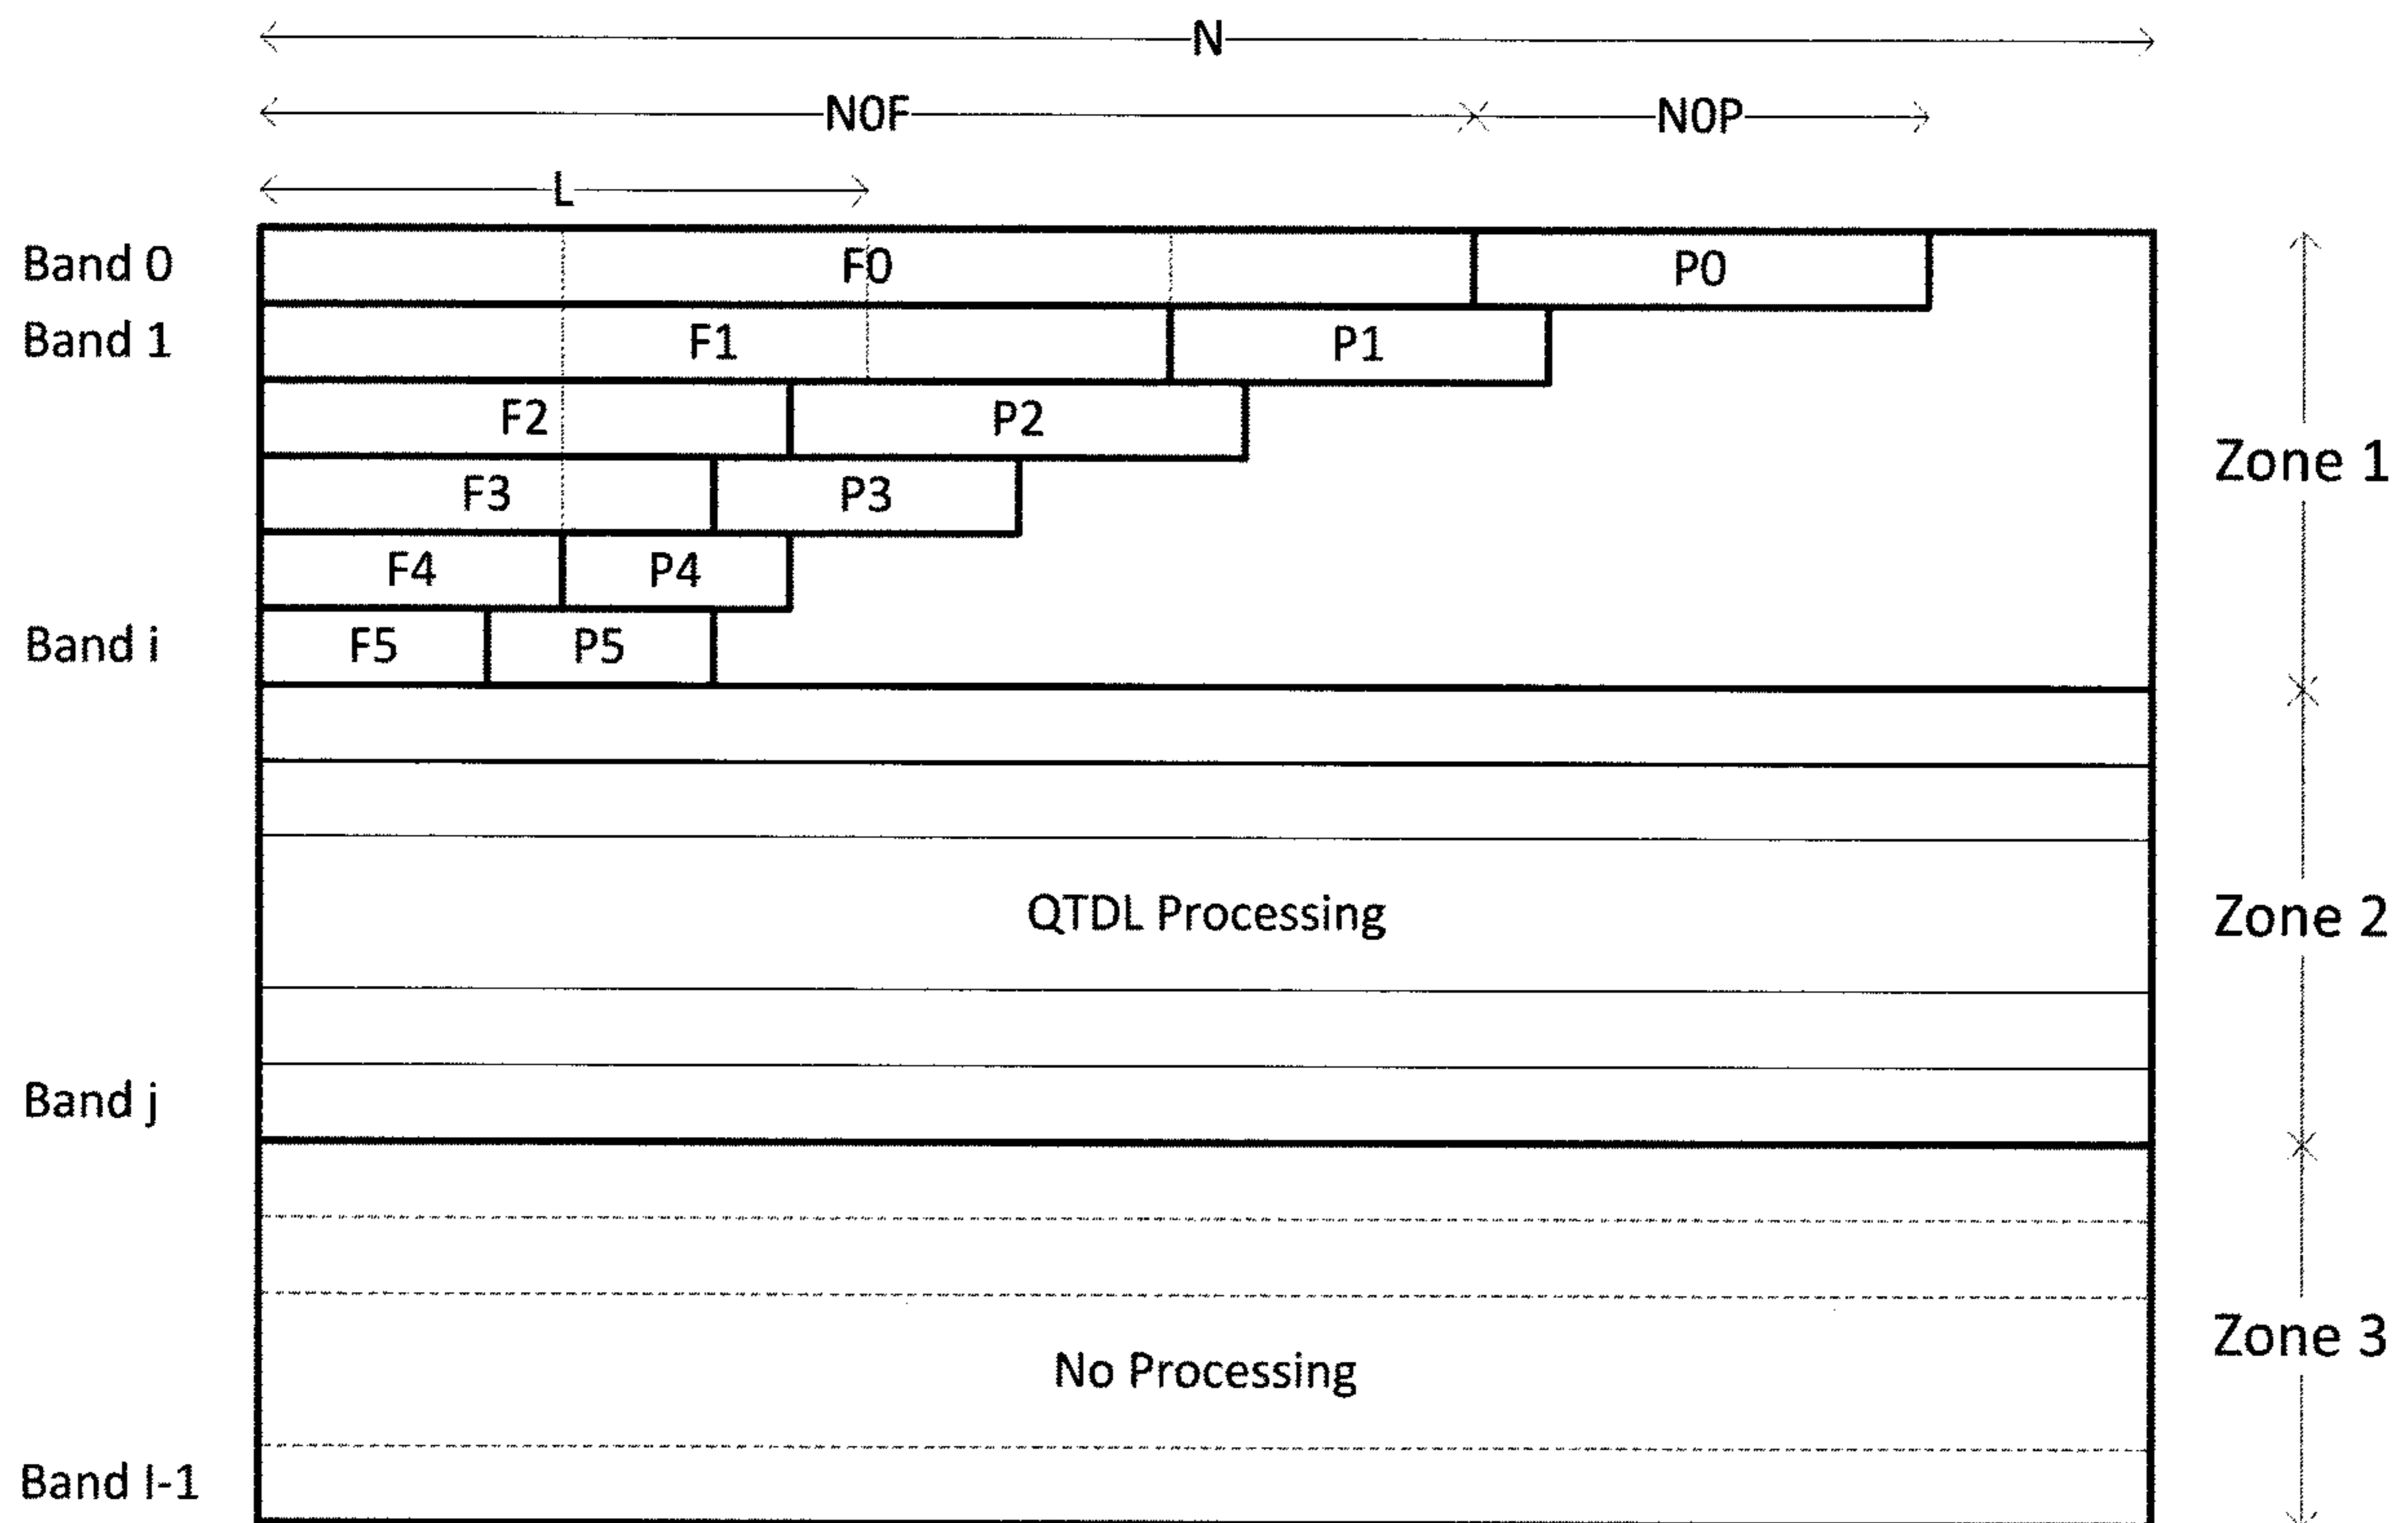 N
N0F N0P
L
Band 0 F0 P0
Band 1 F1 P1
F2 P2
F3 P3 Zone 1
F4 P4
Band i F5 P5
QTDL Processing Zone 2
Band j
No Processing Zone 3
Band I-1